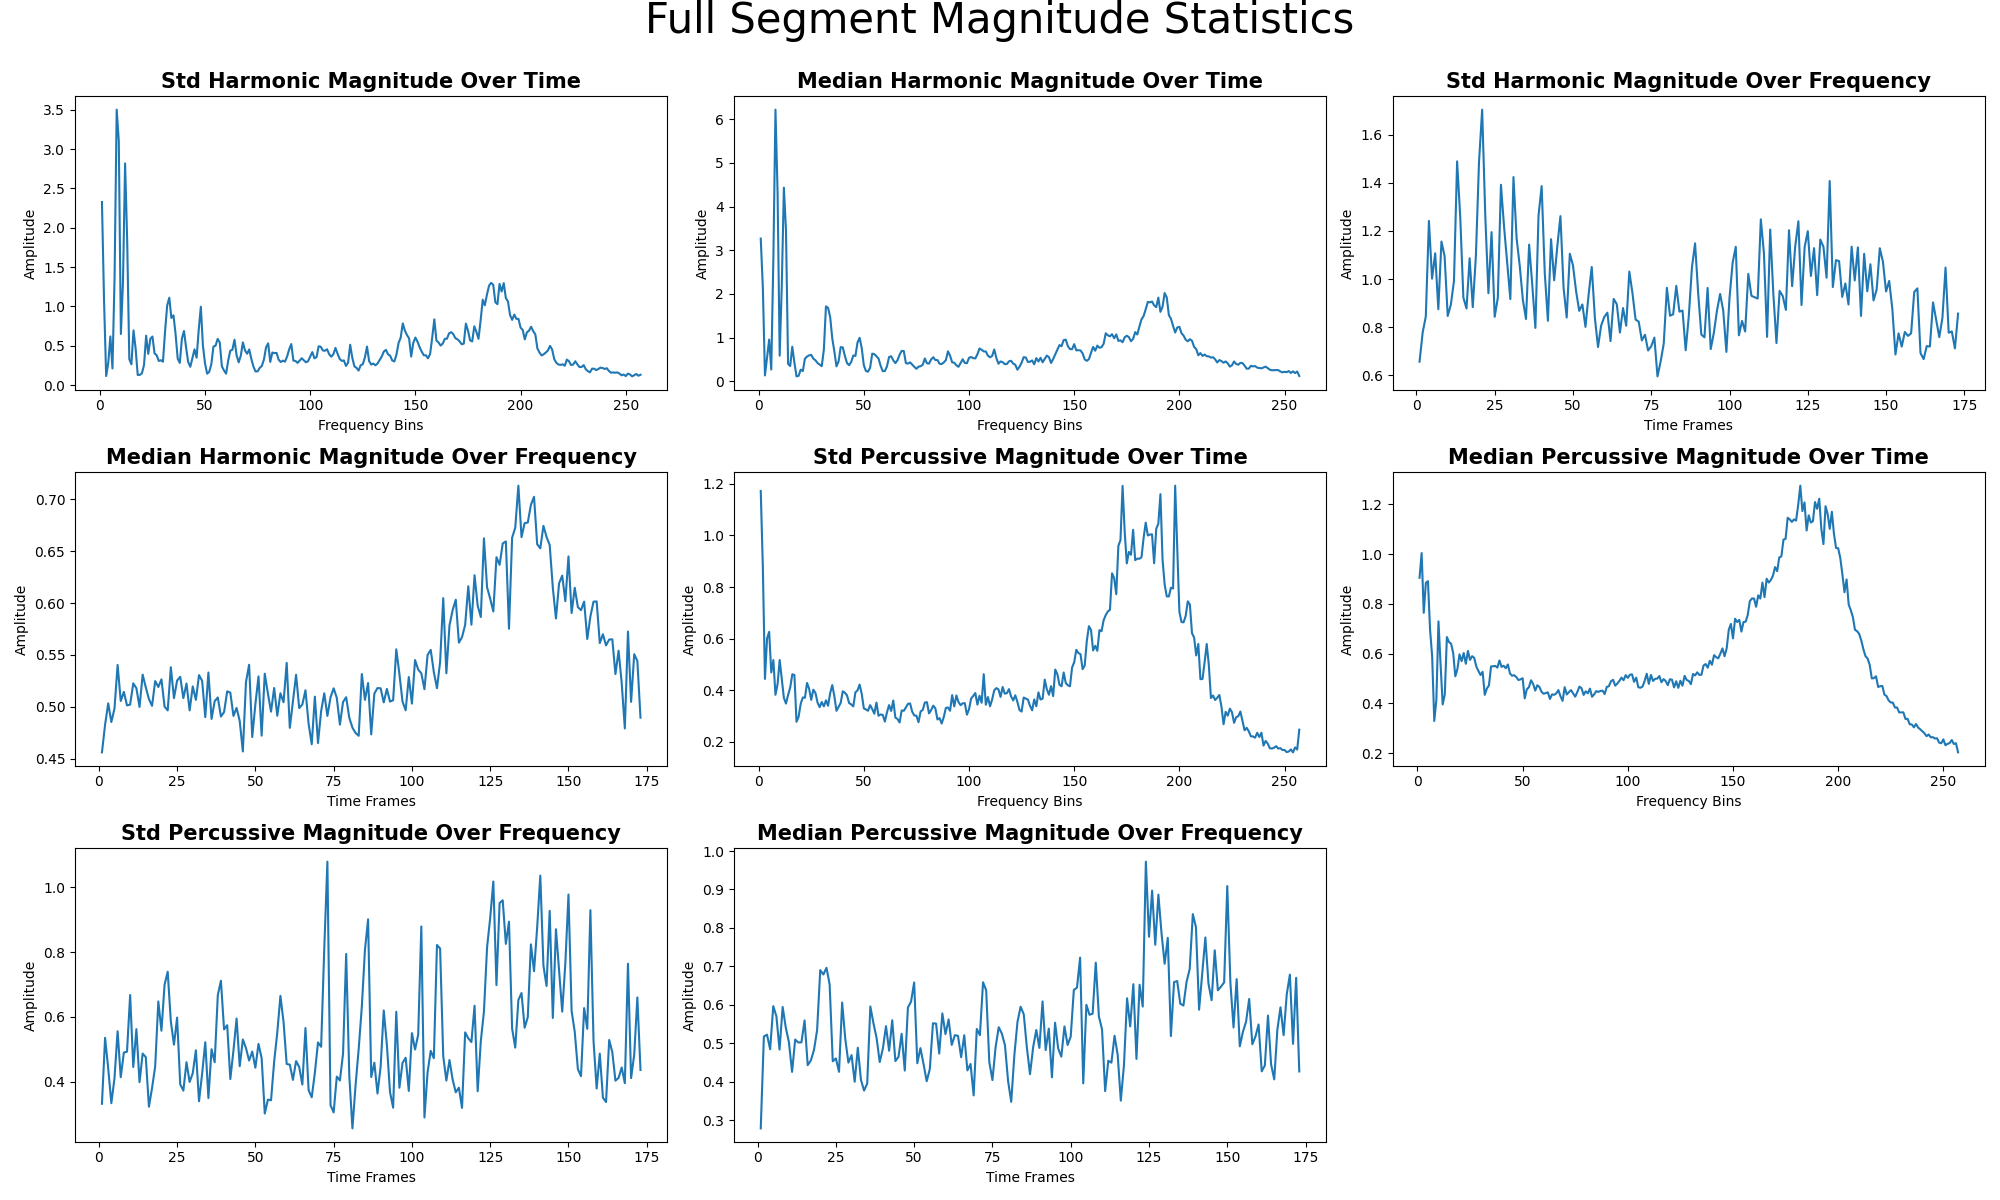 Full Segment Magnitude Statistics
Std Harmonic Magnitude Over Time
3.5
3.0
2.5
2.0
1.5
1.0
0.5
0.0
Amplitude
0 50 100 150 200 250
Frequency Bins
Median Harmonic Magnitude Over Time
6
5
4
3
2
1
0
Amplitude
0 50 100 150 200 250
Frequency Bins
Std Harmonic Magnitude Over Frequency
1.6
1.4
1.2
1.0
0.8
0.6
Amplitude
0 25 50 75 100 125 150 175
Time Frames
Median Harmonic Magnitude Over Frequency
0.70
0.65
0.60
0.55
0.50
0.45
Amplitude
0 25 50 75 100 125 150 175
Time Frames
Std Percussive Magnitude Over Time
1.2
1.0
0.8
0.6
0.4
0.2
Amplitude
0 50 100 150 200 250
Frequency Bins
Median Percussive Magnitude Over Time
1.2
1.0
0.8
0.6
0.4
0.2
Amplitude
0 50 100 150 200 250
Frequency Bins
Std Percussive Magnitude Over Frequency
1.0
0.8
0.6
0.4
Amplitude
0 25 50 75 100 125 150 175
Time Frames
Median Percussive Magnitude Over Frequency
1.0
0.9
0.8
0.7
0.6
0.5
0.4
0.3
Amplitude
0 25 50 75 100 125 150 175
Time Frames